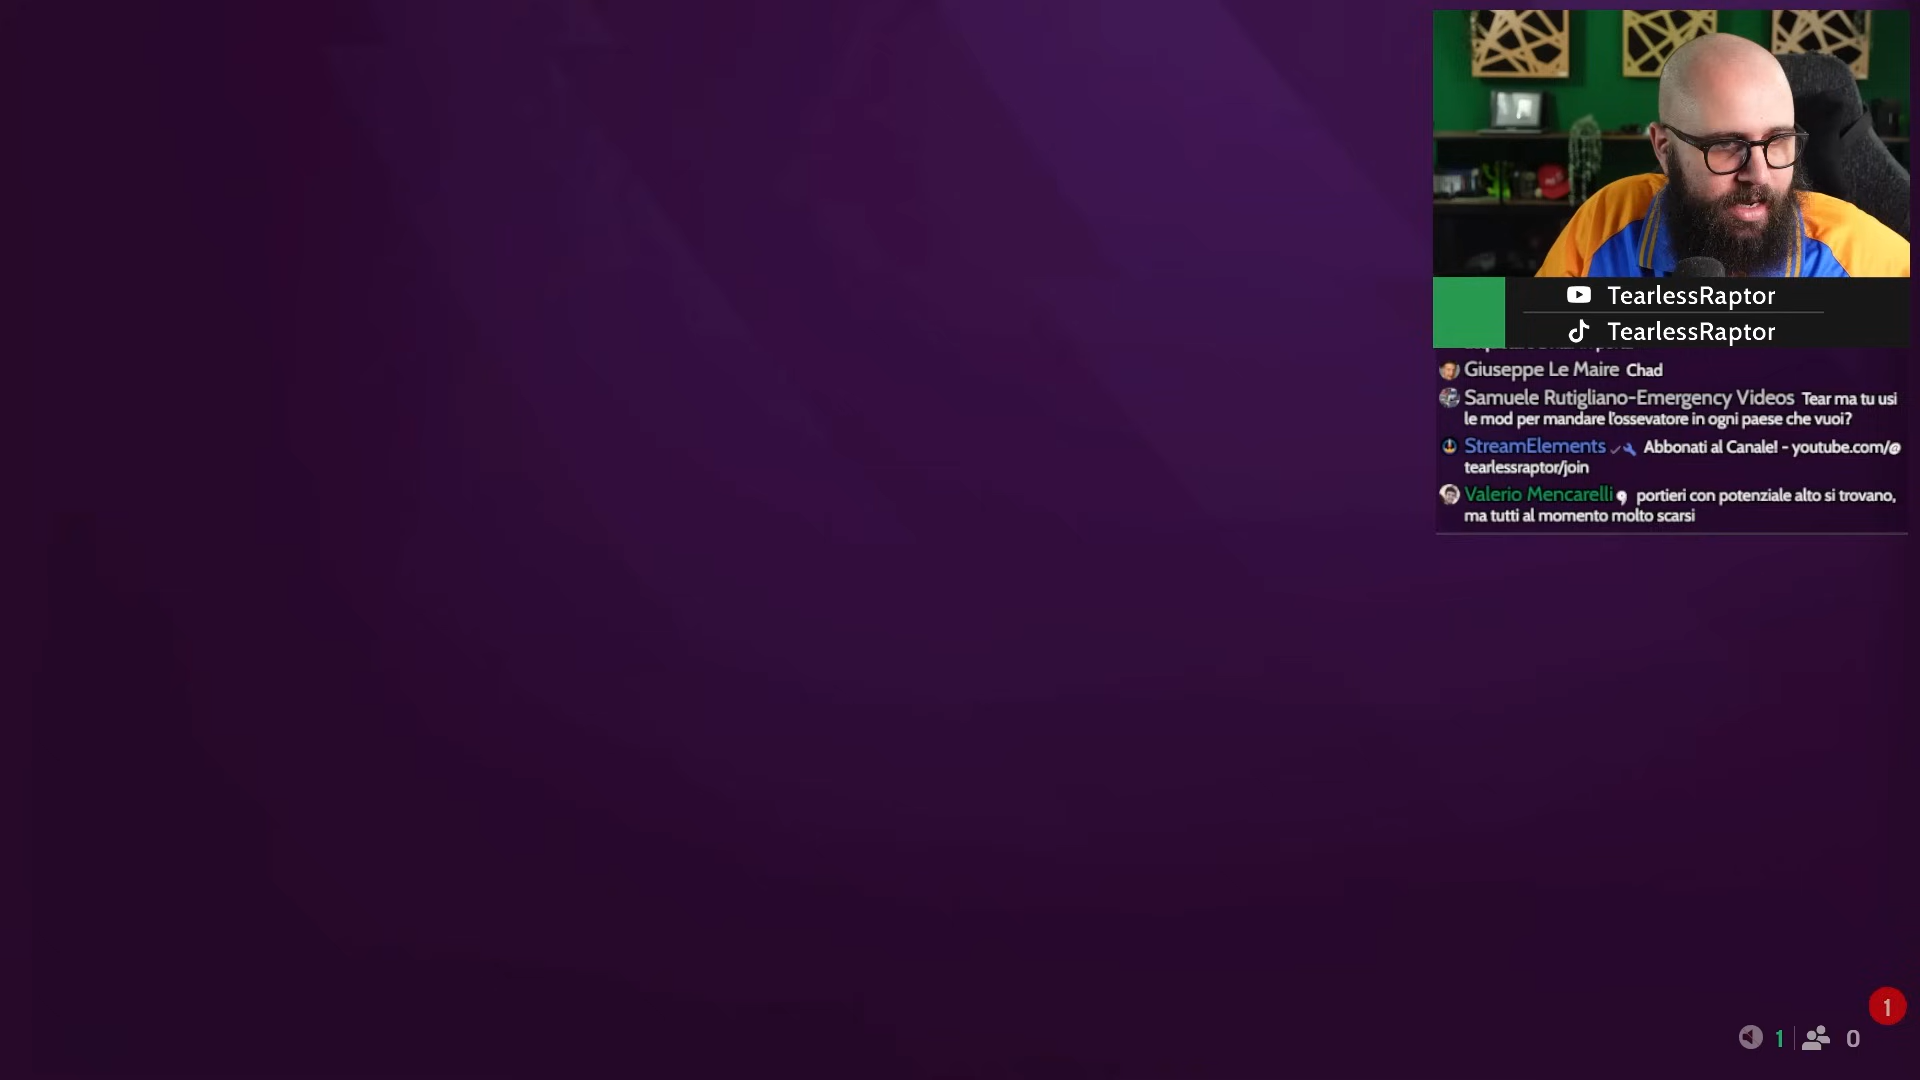 TearlessRaptor
TearlessRaptor
Giuseppe Le Maire Chad
Samuele Rutigliano-Emergency Videos Tear ma tu usi
le mod per mandare l'ossevatore in ogni paese che vuoi?
StreamElements Abbonati al Canale! - youtube.com/@
tearlessraptor/join
Valerio Mencarelli portieri con potenziale alto si trovano,
ma tutti al momento molto scarsi
1
1 0